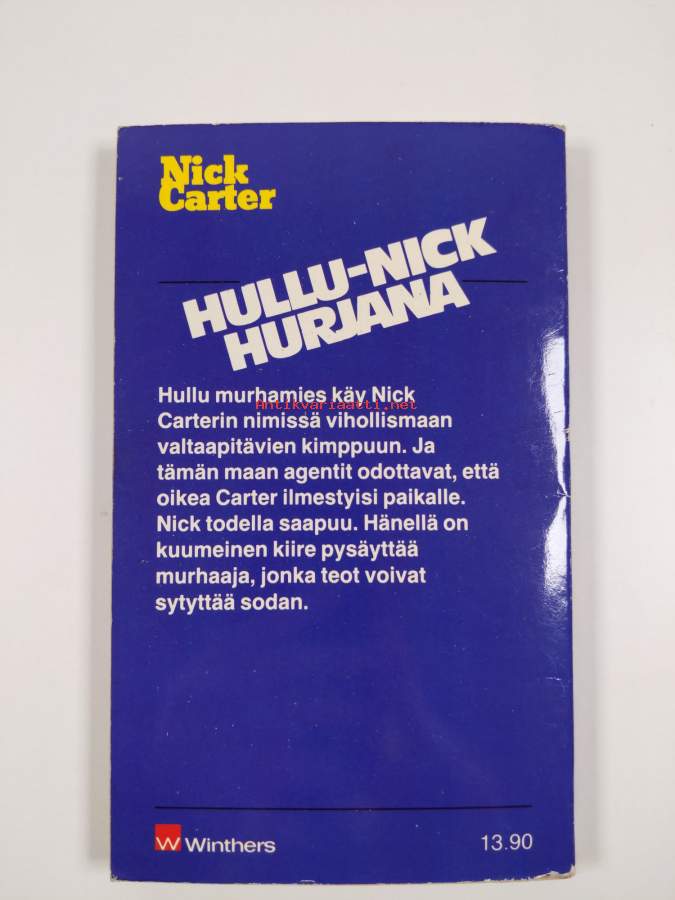 Nick
Carter
HULLU-NICK
HURJANA
Hullu murhamies käy Nick
Antikvariaatti.net
Carterin nimissä vihollismaan
valtaapitävien kimppuun. Ja
tämän maan agentit odottavat, että
oikea Carter ilmestyisi paikalle.
Nick todella saapuu. Hänellä on
kuumeinen kiire pysäyttää
murhaaja, jonka teot voivat
sytyttää sodan.
W Winthers
13.90